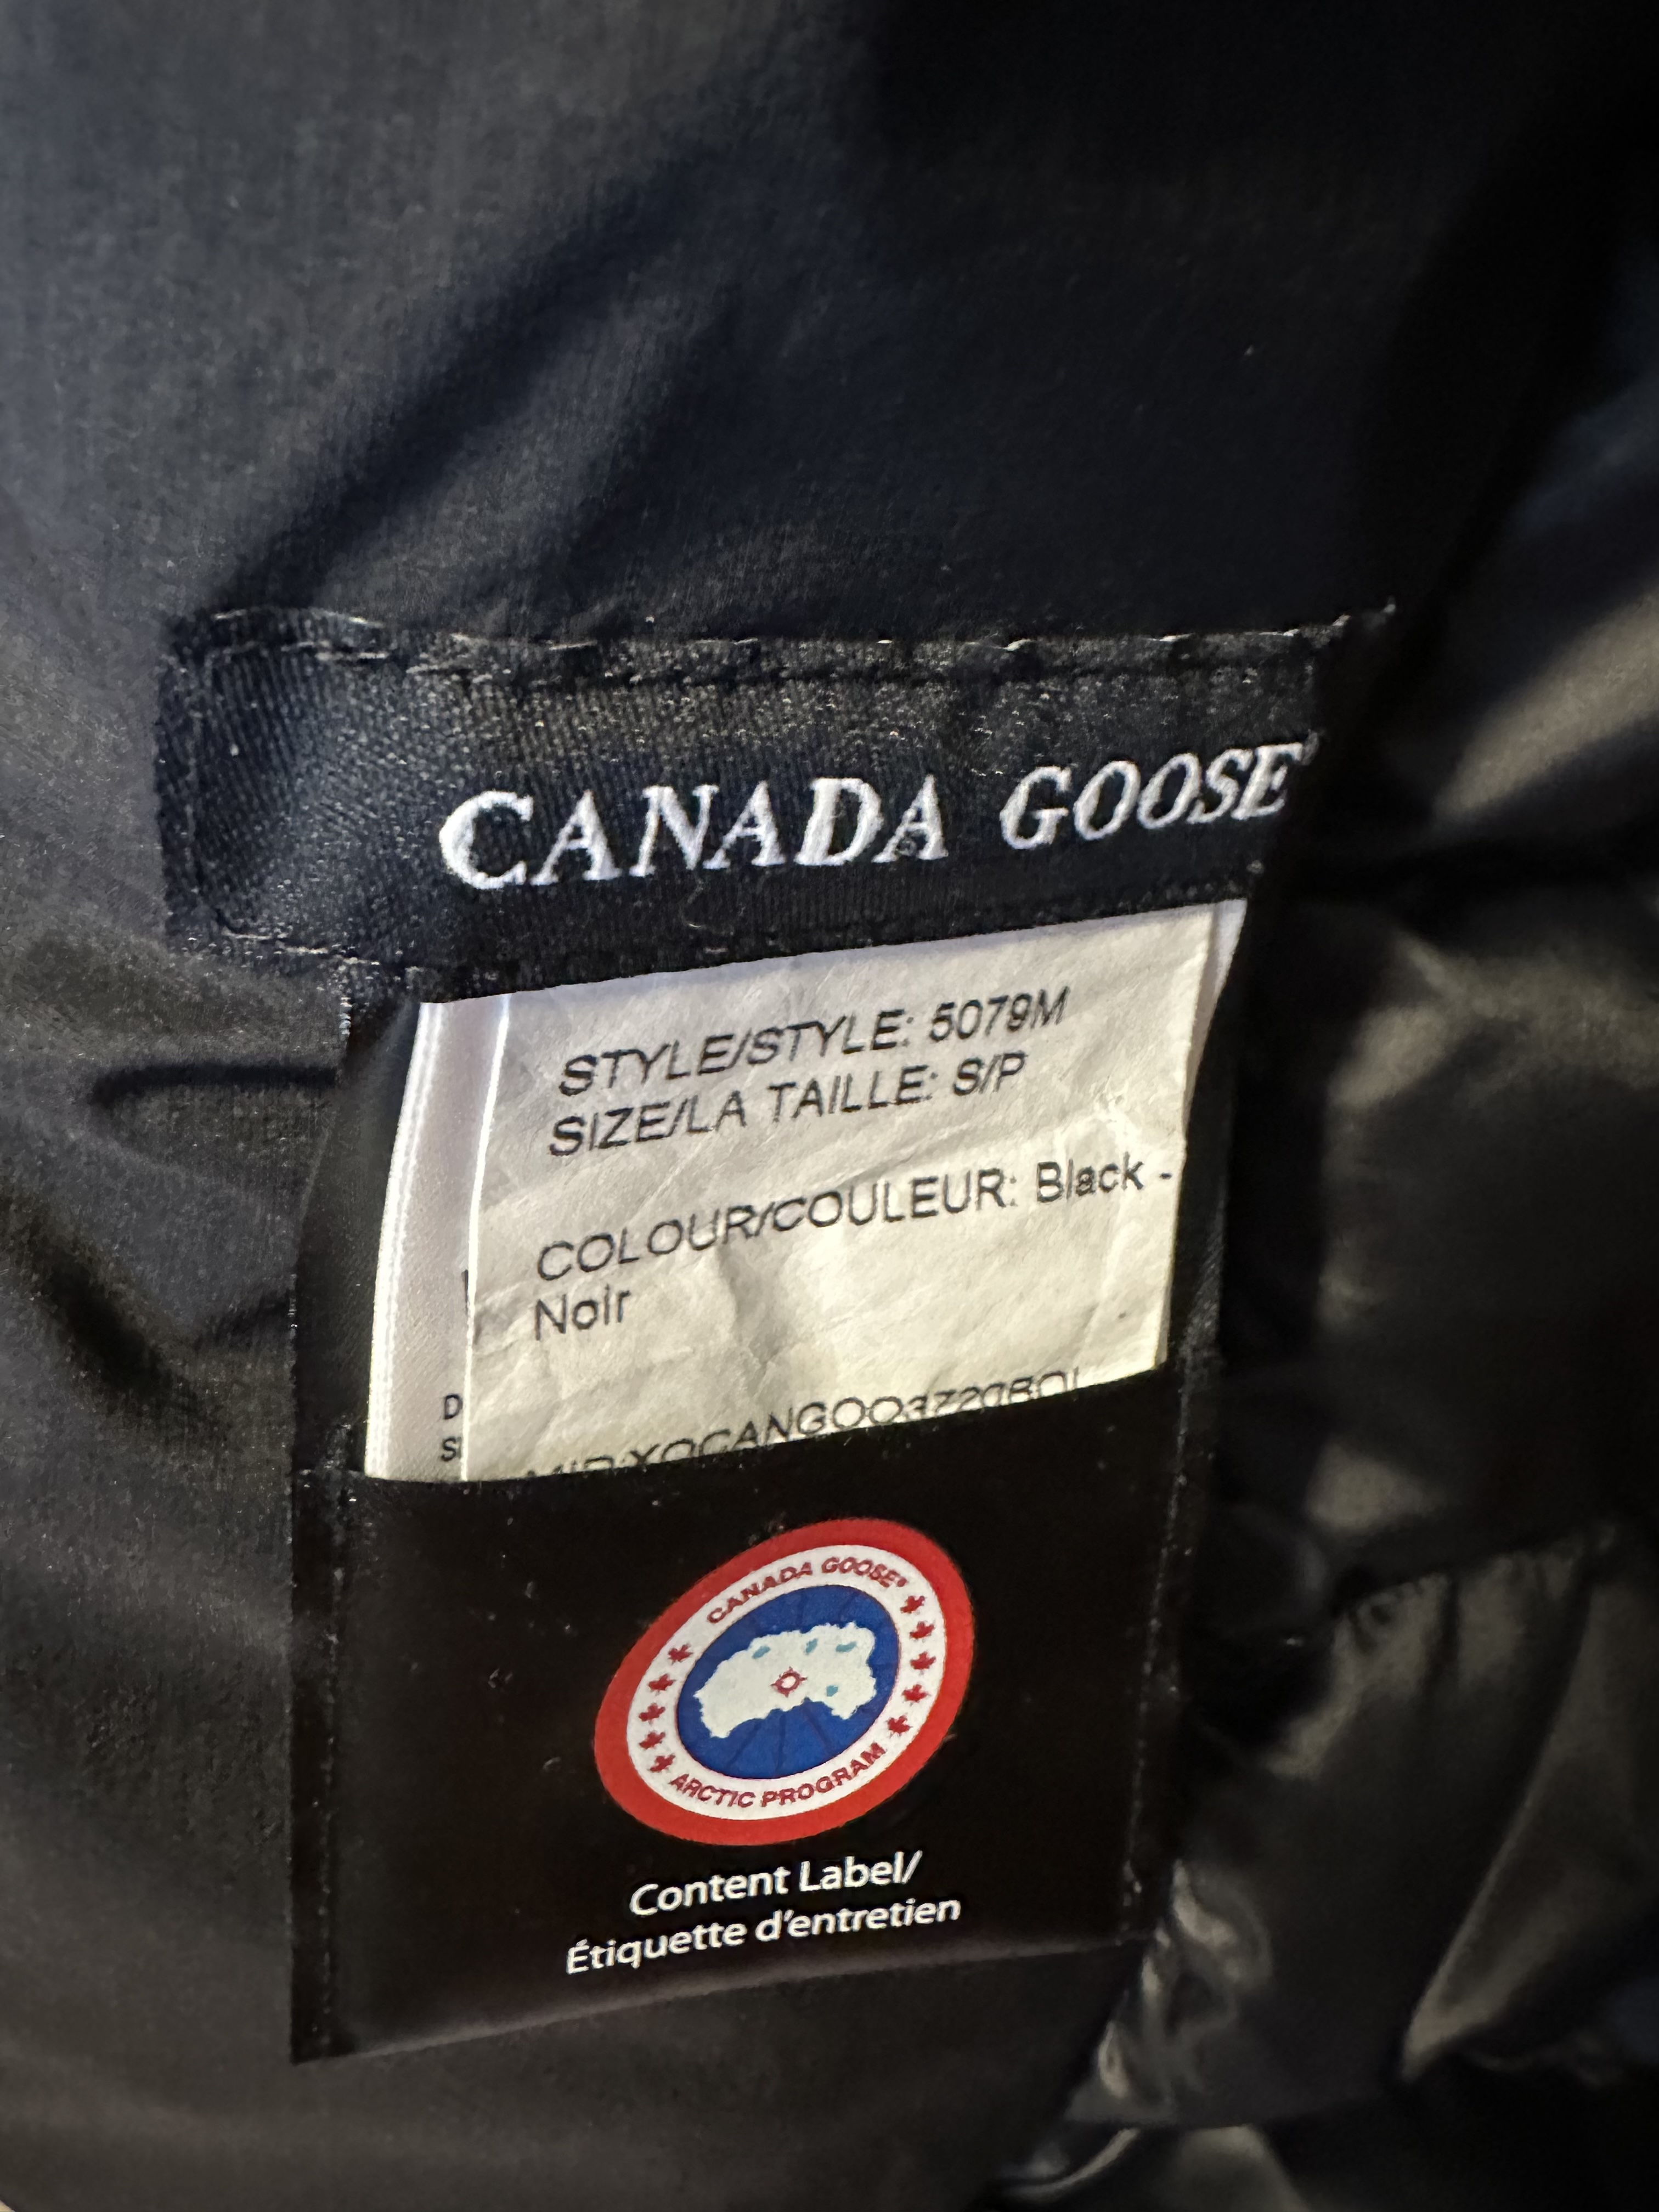 CANADA GOOSE®
STYLE/STYLE: 5079M
SIZE/LA TAILLE: S/P
COLOUR/COULEUR: Black -
Noir
CANADA GOOSE®
ARCTIC PROGRAM
Content Label/
Étiquette d'entretien